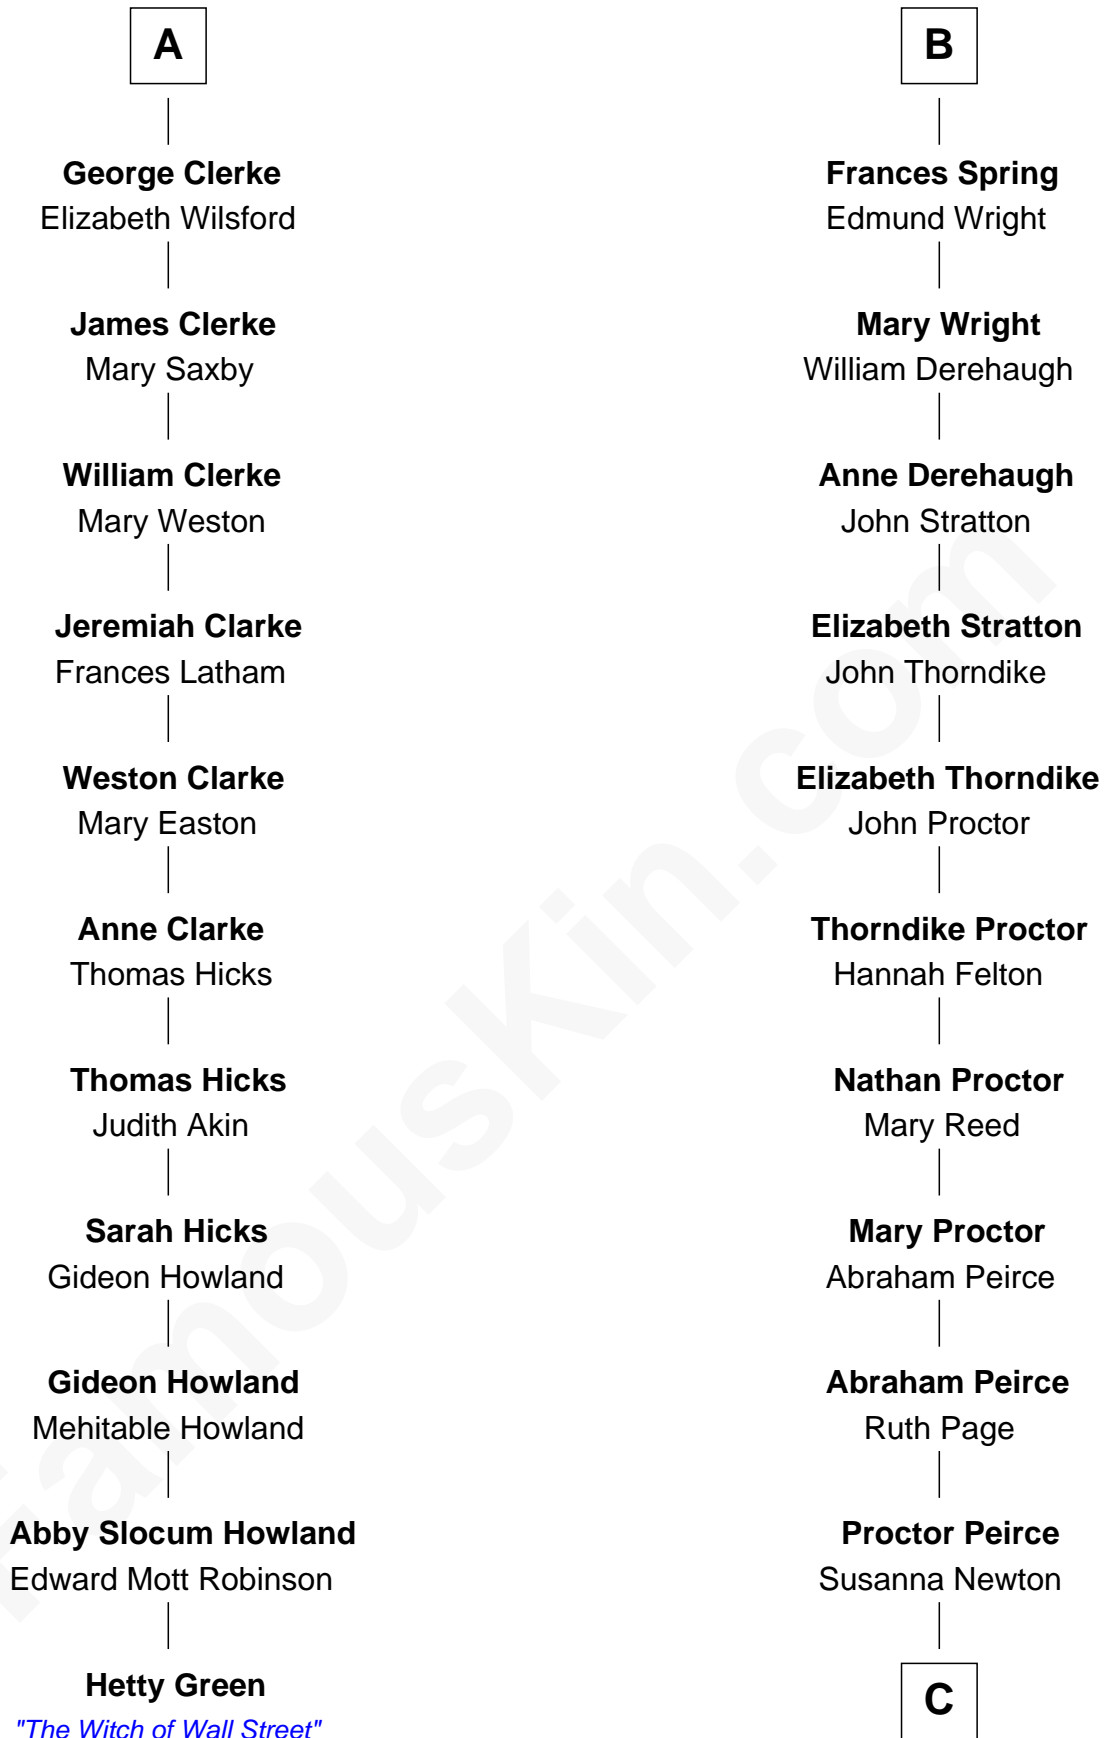 A
George Clerke
Elizabeth Wilsford
James Clerke
Mary Saxby
William Clerke
Mary Weston
Jeremiah Clarke
Frances Latham
Weston Clarke
Mary Easton
Anne Clarke
Thomas Hicks
Thomas Hicks
Judith Akin
Sarah Hicks
Gideon Howland
Gideon Howland
Mehitable Howland
Abby Slocum Howland
Edward Mott Robinson
Hetty Green
"The Witch of Wall Street"
B
Frances Spring
Edmund Wright
Mary Wright
William Derehaugh
Anne Derehaugh
John Stratton
Elizabeth Stratton
John Thorndike
Elizabeth Thorndike
John Proctor
Thorndike Proctor
Hannah Felton
Nathan Proctor
Mary Reed
Mary Proctor
Abraham Peirce
Abraham Peirce
Ruth Page
Proctor Peirce
Susanna Newton
C
FamousKin.com